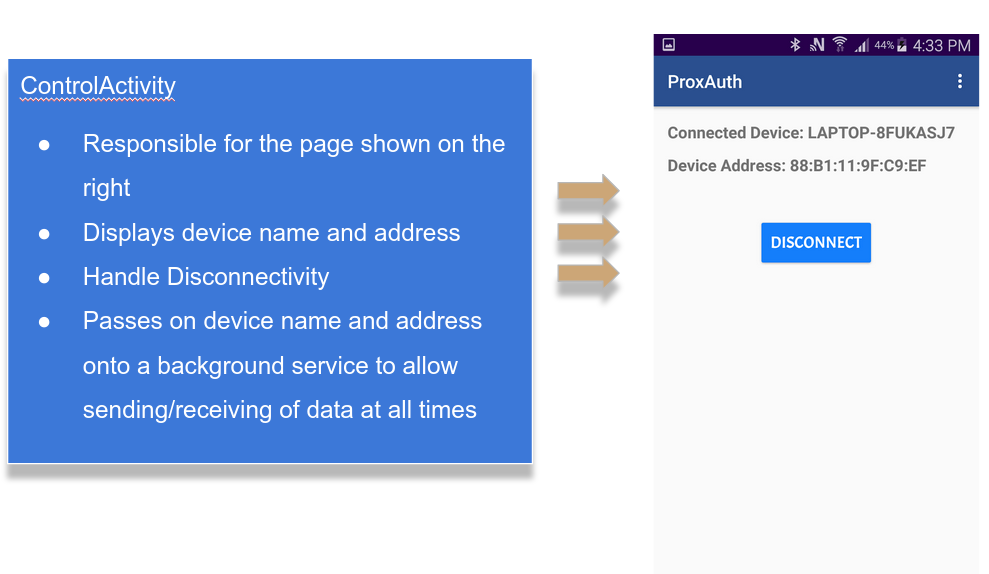 ControlActivity
● Responsible for the page shown on the
right
● Displays device name and address
● Handle Disconnectivity
● Passes on device name and address
onto a background service to allow
sending/receiving of data at all times
44% 4:33 PM
ProxAuth
Connected Device: LAPTOP-8FUKASJ7
Device Address: 88:B1:11:9F:C9:EF
DISCONNECT